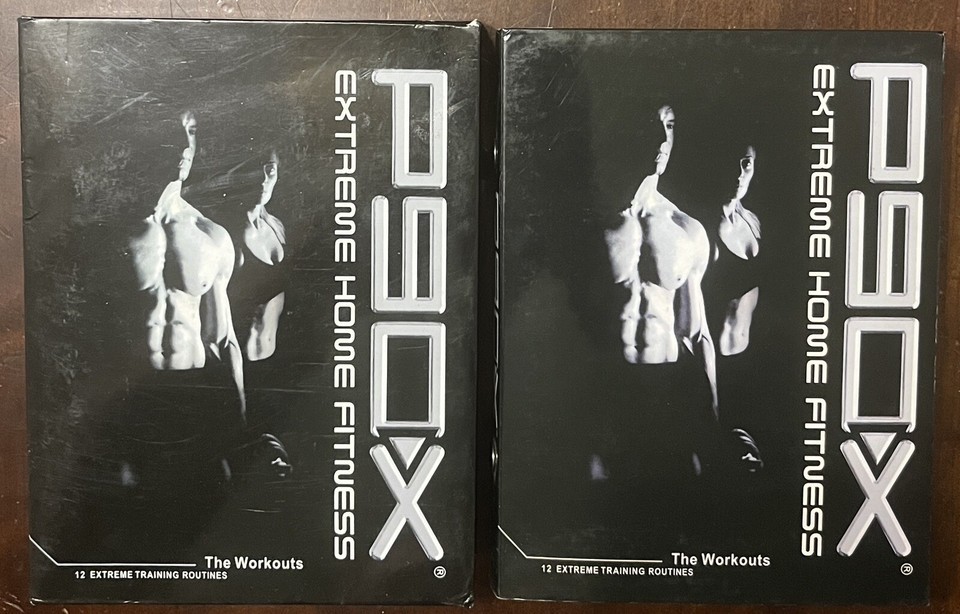 P90X®
EXTREME HOME FITNESS
The Workouts
12 EXTREME TRAINING ROUTINES
P90X®
EXTREME HOME FITNESS
The Workouts
12 EXTREME TRAINING ROUTINES